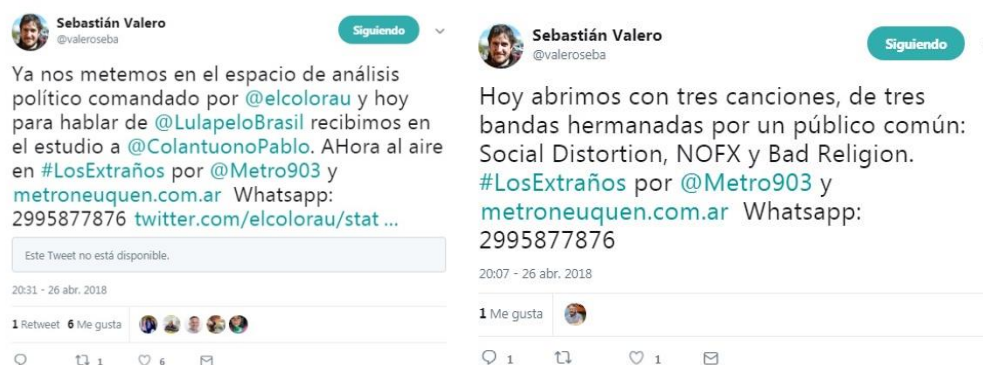 Sebastián Valero
@valeroseba
Siguiendo
Ya nos metemos en el espacio de análisis
político comandado por @elcolorau y hoy
para hablar de @LulapeloBrasil recibimos en
el estudio a @ColantuonoPablo. AHora al aire
en #LosExtraños por @Metro903 y
metroneuquen.com.ar Whatsapp:
2995877876 twitter.com/elcolorau/stat ...
Este Tweet no está disponible.
20:31 - 26 abr. 2018
1 Retweet 6 Me gusta
1 6
Sebastián Valero
@valeroseba
Siguiendo
Hoy abrimos con tres canciones, de tres
bandas hermanadas por un público común:
Social Distortion, NOFX y Bad Religion.
#LosExtraños por @Metro903 y
metroneuquen.com.ar Whatsapp:
2995877876
20:07 - 26 abr. 2018
1 Me gusta
1 1